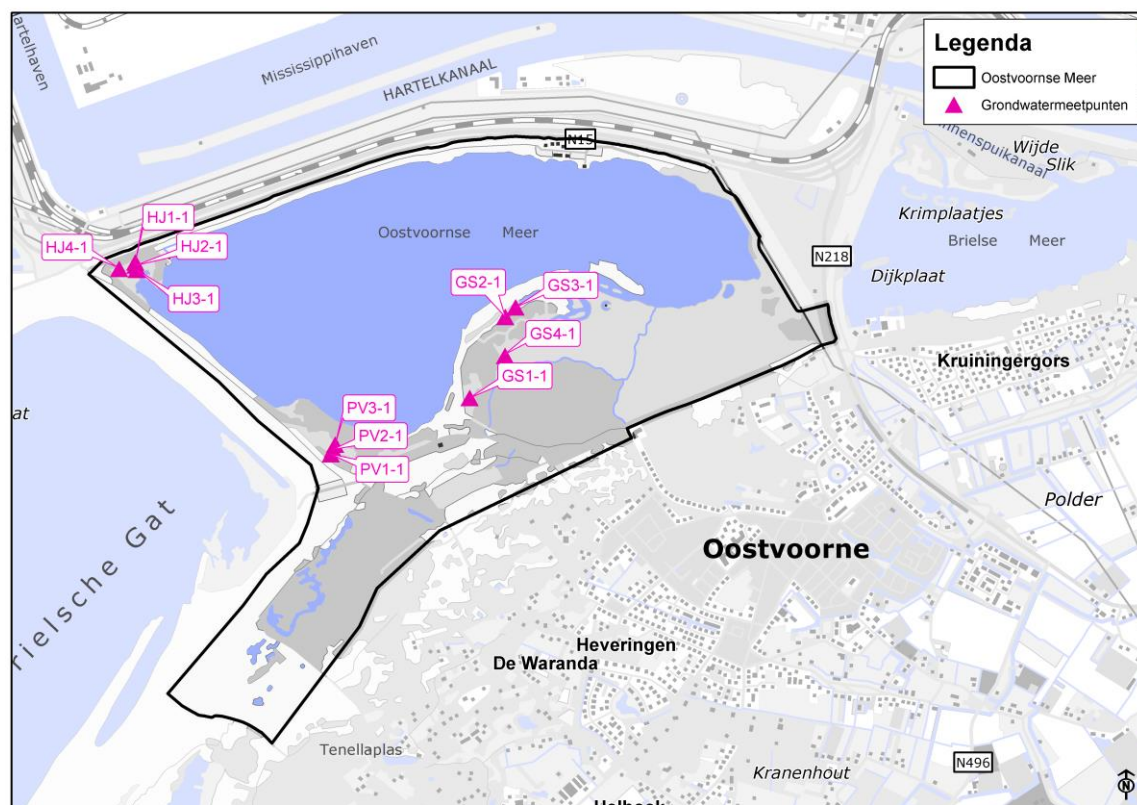 Legenda
Oostvoornse Meer
Grondwatermeetpunten
artelhaven
Mississippihaven
HARTELKANAAL
N15
nnenspuikanaal
Wijde
Slik
Krimplaatjes
Brielse Meer
Oostvoornse Meer
HJ1-1
HJ4-1
HJ2-1
HJ3-1
N218
Dijkplaat
GS2-1
GS3-1
GS4-1
Kruiningergors
GS1-1
at
PV3-1
PV2-1
PV1-1
Polder
rielsche Gat
Oostvoorne
Heveringen
De Waranda
Tenellaplas
Kranenhout
N496
N